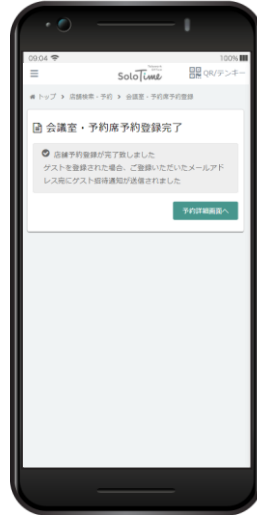 09:04 100%
SoloTime QR/テンキー
トップ > 店舗検索・予約 > 会議室・予約席予約登録
会議室・予約席予約登録完了
店舗予約登録が完了致しました
ゲストを登録された場合、ご登録いただいたメールアド
レス宛にゲスト招待通知が送信されました
予約詳細画面へ